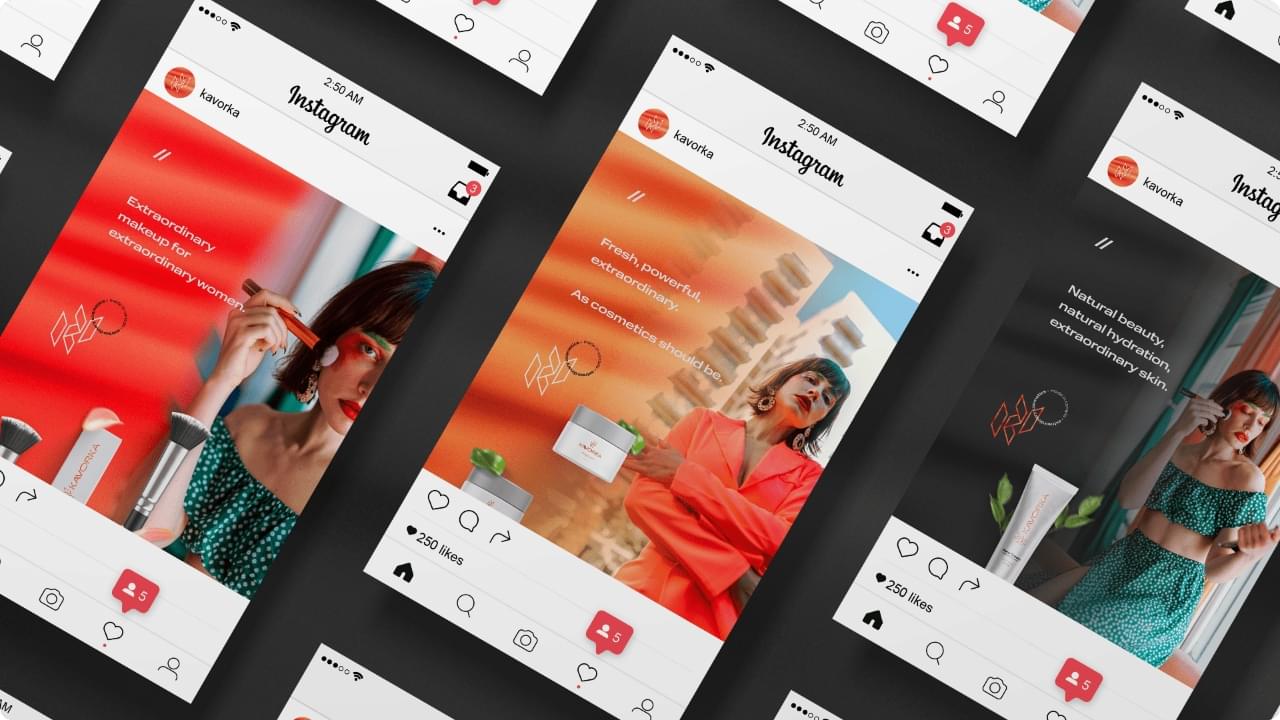 2:50 AM
Instagram
kavorka
3
Extraordinary
makeup for
extraordinary women.
KAVORKA
5
2:50 AM
Instagram
kavorka
3
Fresh, powerful,
extraordinary.
As cosmetics should be.
KAVORKA
250 likes
5
kavorka
Natural beauty,
natural hydration,
extraordinary skin.
KAVORKA
250 likes
5
5
AM